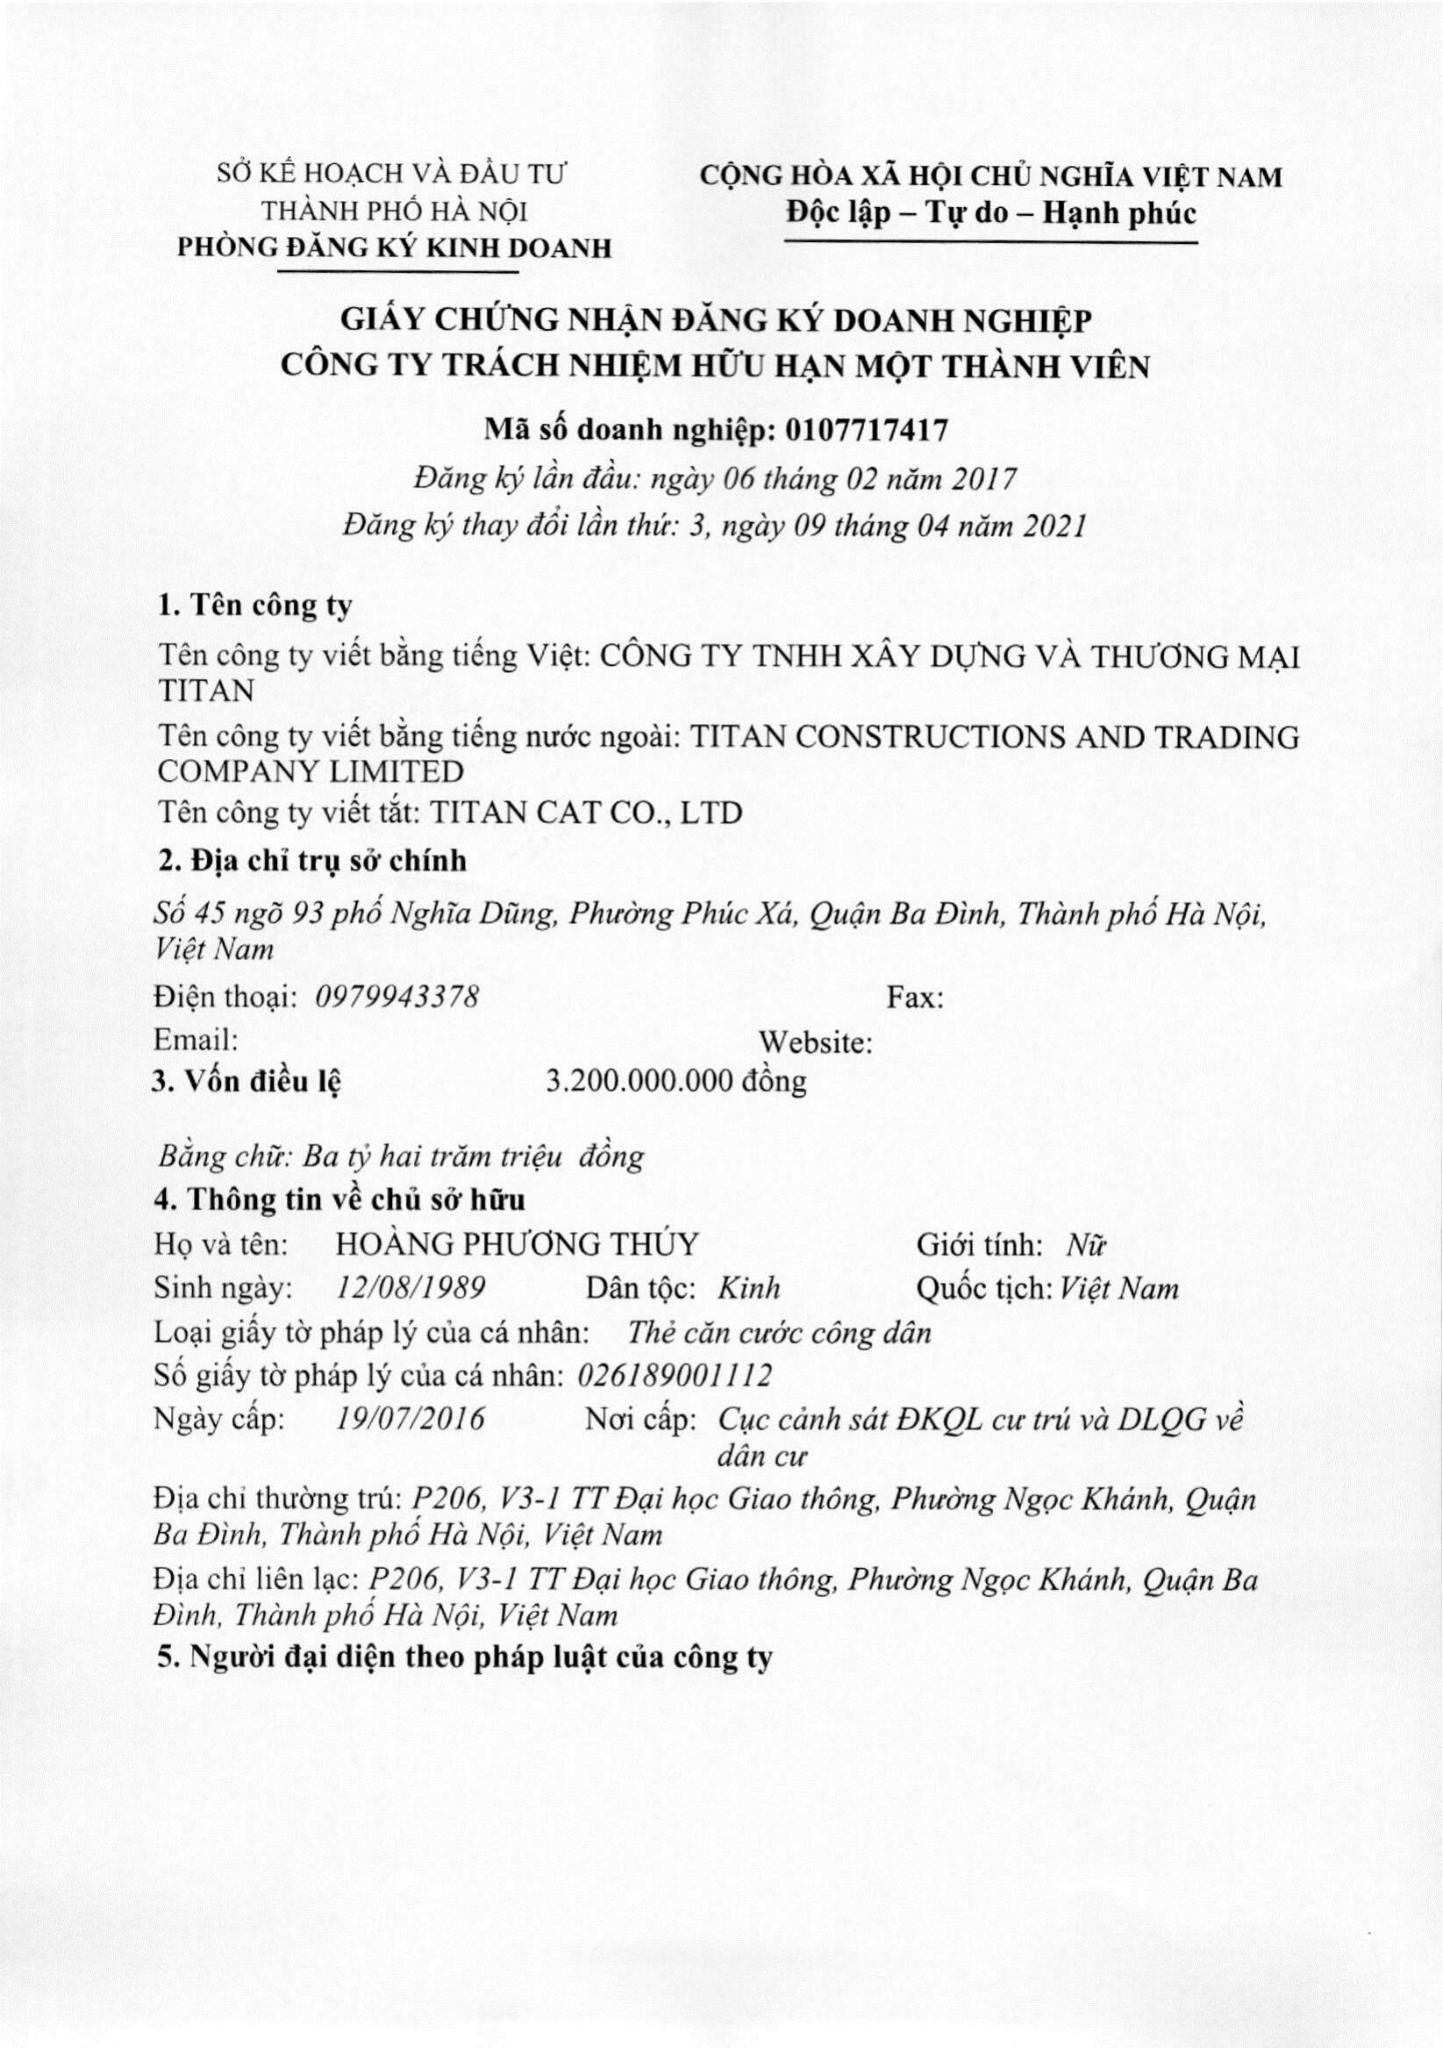 SỞ KẾ HOẠCH VÀ ĐẦU TƯ
THÀNH PHỐ HÀ NỘI
PHÒNG ĐĂNG KÝ KINH DOANH
CỘNG HÒA XÃ HỘI CHỦ NGHĨA VIỆT NAM
Độc lập – Tự do – Hạnh phúc
GIẤY CHỨNG NHẬN ĐĂNG KÝ DOANH NGHIỆP
CÔNG TY TRÁCH NHIỆM HỮU HẠN MỘT THÀNH VIÊN
Mã số doanh nghiệp: 0107717417
Đăng ký lần đầu: ngày 06 tháng 02 năm 2017
Đăng ký thay đổi lần thứ: 3, ngày 09 tháng 04 năm 2021
1. Tên công ty
Tên công ty viết bằng tiếng Việt: CÔNG TY TNHH XÂY DỰNG VÀ THƯƠNG MẠI
TITAN
Tên công ty viết bằng tiếng nước ngoài: TITAN CONSTRUCTIONS AND TRADING
COMPANY LIMITED
Tên công ty viết tắt: TITAN CAT CO., LTD
2. Địa chỉ trụ sở chính
Số 45 ngõ 93 phố Nghĩa Dũng, Phường Phúc Xá, Quận Ba Đình, Thành phố Hà Nội,
Việt Nam
Điện thoại: 0979943378 Fax:
Email: Website:
3. Vốn điều lệ 3.200.000.000 đồng
Bằng chữ: Ba tỷ hai trăm triệu đồng
4. Thông tin về chủ sở hữu
Họ và tên: HOÀNG PHƯƠNG THÚY Giới tính: Nữ
Sinh ngày: 12/08/1989 Dân tộc: Kinh Quốc tịch: Việt Nam
Loại giấy tờ pháp lý của cá nhân: Thẻ căn cước công dân
Số giấy tờ pháp lý của cá nhân: 026189001112
Ngày cấp: 19/07/2016 Nơi cấp: Cục cảnh sát ĐKQL cư trú và DLQG về
dân cư
Địa chỉ thường trú: P206, V3-1 TT Đại học Giao thông, Phường Ngọc Khánh, Quận
Ba Đình, Thành phố Hà Nội, Việt Nam
Địa chỉ liên lạc: P206, V3-1 TT Đại học Giao thông, Phường Ngọc Khánh, Quận Ba
Đình, Thành phố Hà Nội, Việt Nam
5. Người đại diện theo pháp luật của công ty